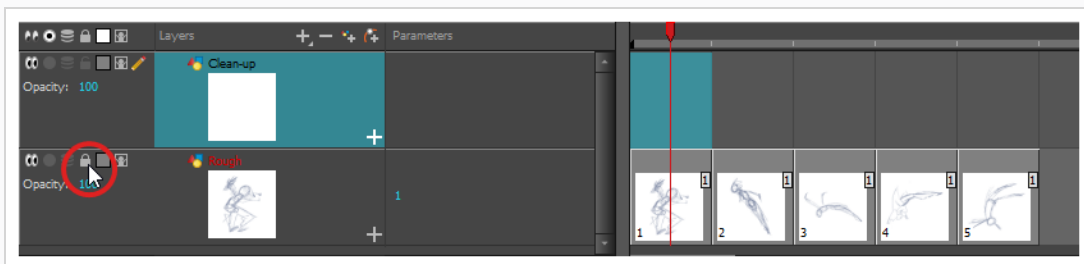 Layers Parameters
Clean-up
Opacity: 100
Rough
Opacity: 100
1
1 1 1 1 1
1 2 3 4 5